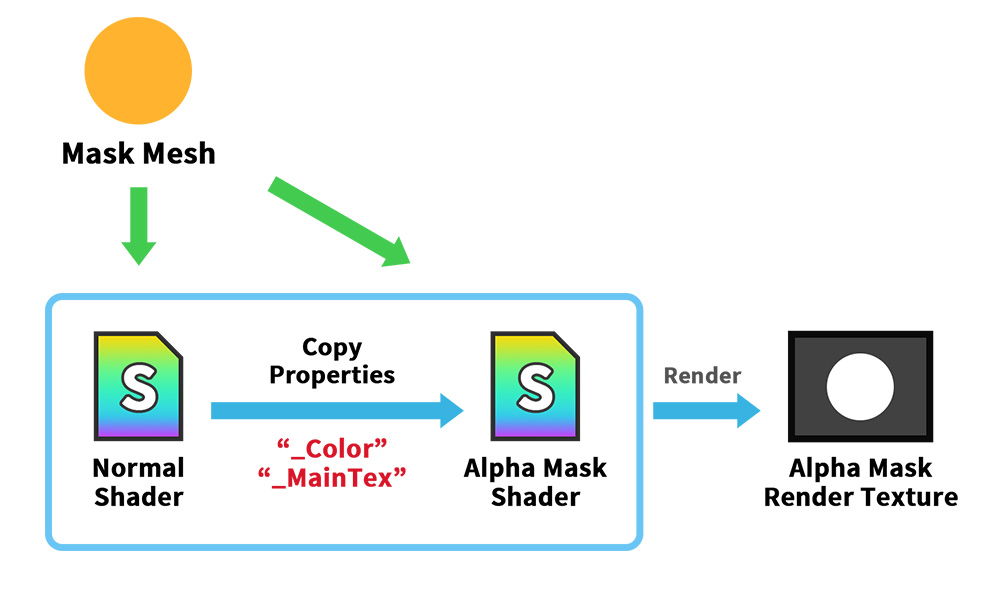 Mask Mesh
Copy
Properties
S
S
Render
“_Color”
“_MainTex”
Normal
Shader
Alpha Mask
Shader
Alpha Mask
Render Texture